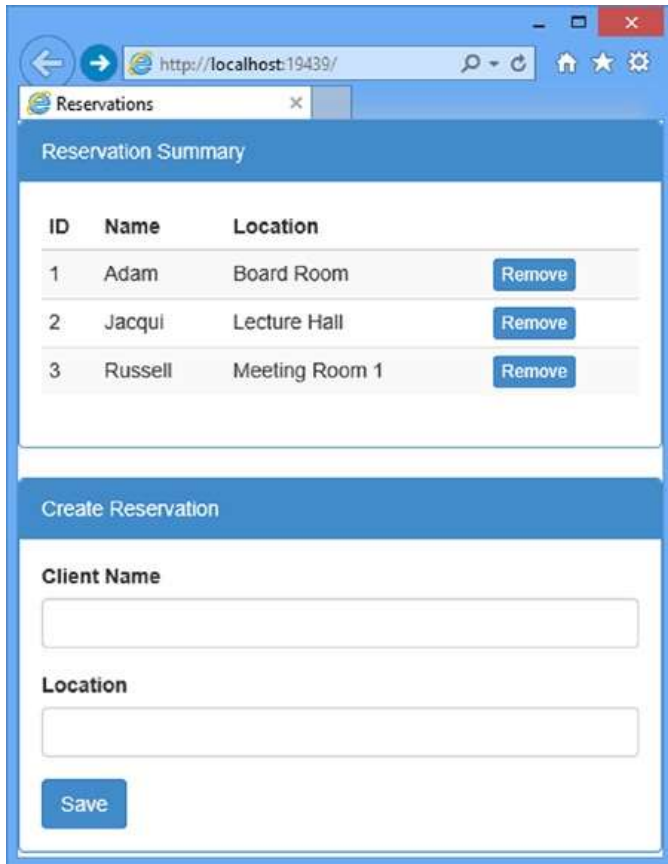 http://localhost:19439/
Reservations
Reservation Summary
ID Name Location
1 Adam Board Room Remove
2 Jacqui Lecture Hall Remove
3 Russell Meeting Room 1 Remove
Create Reservation
Client Name
Location
Save